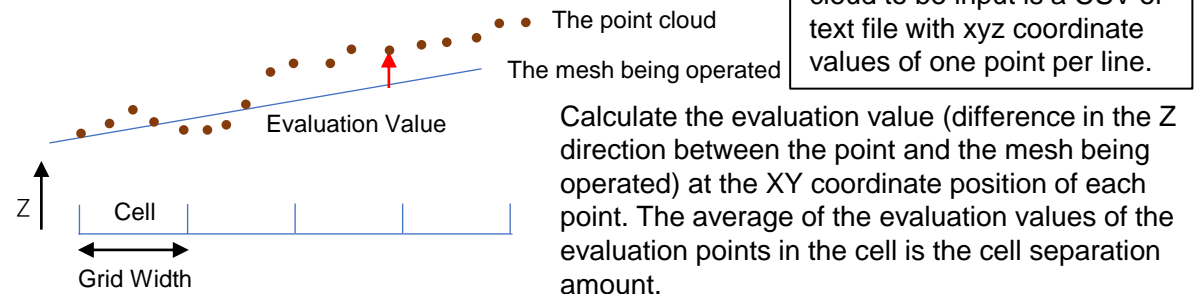 cloud to be input is a CSV or
text file with xyz coordinate
values of one point per line.
The point cloud
The mesh being operated
Evaluation Value
Calculate the evaluation value (difference in the Z
direction between the point and the mesh being
operated) at the XY coordinate position of each
point. The average of the evaluation values of the
evaluation points in the cell is the cell separation
amount.
Z
Cell
Grid Width